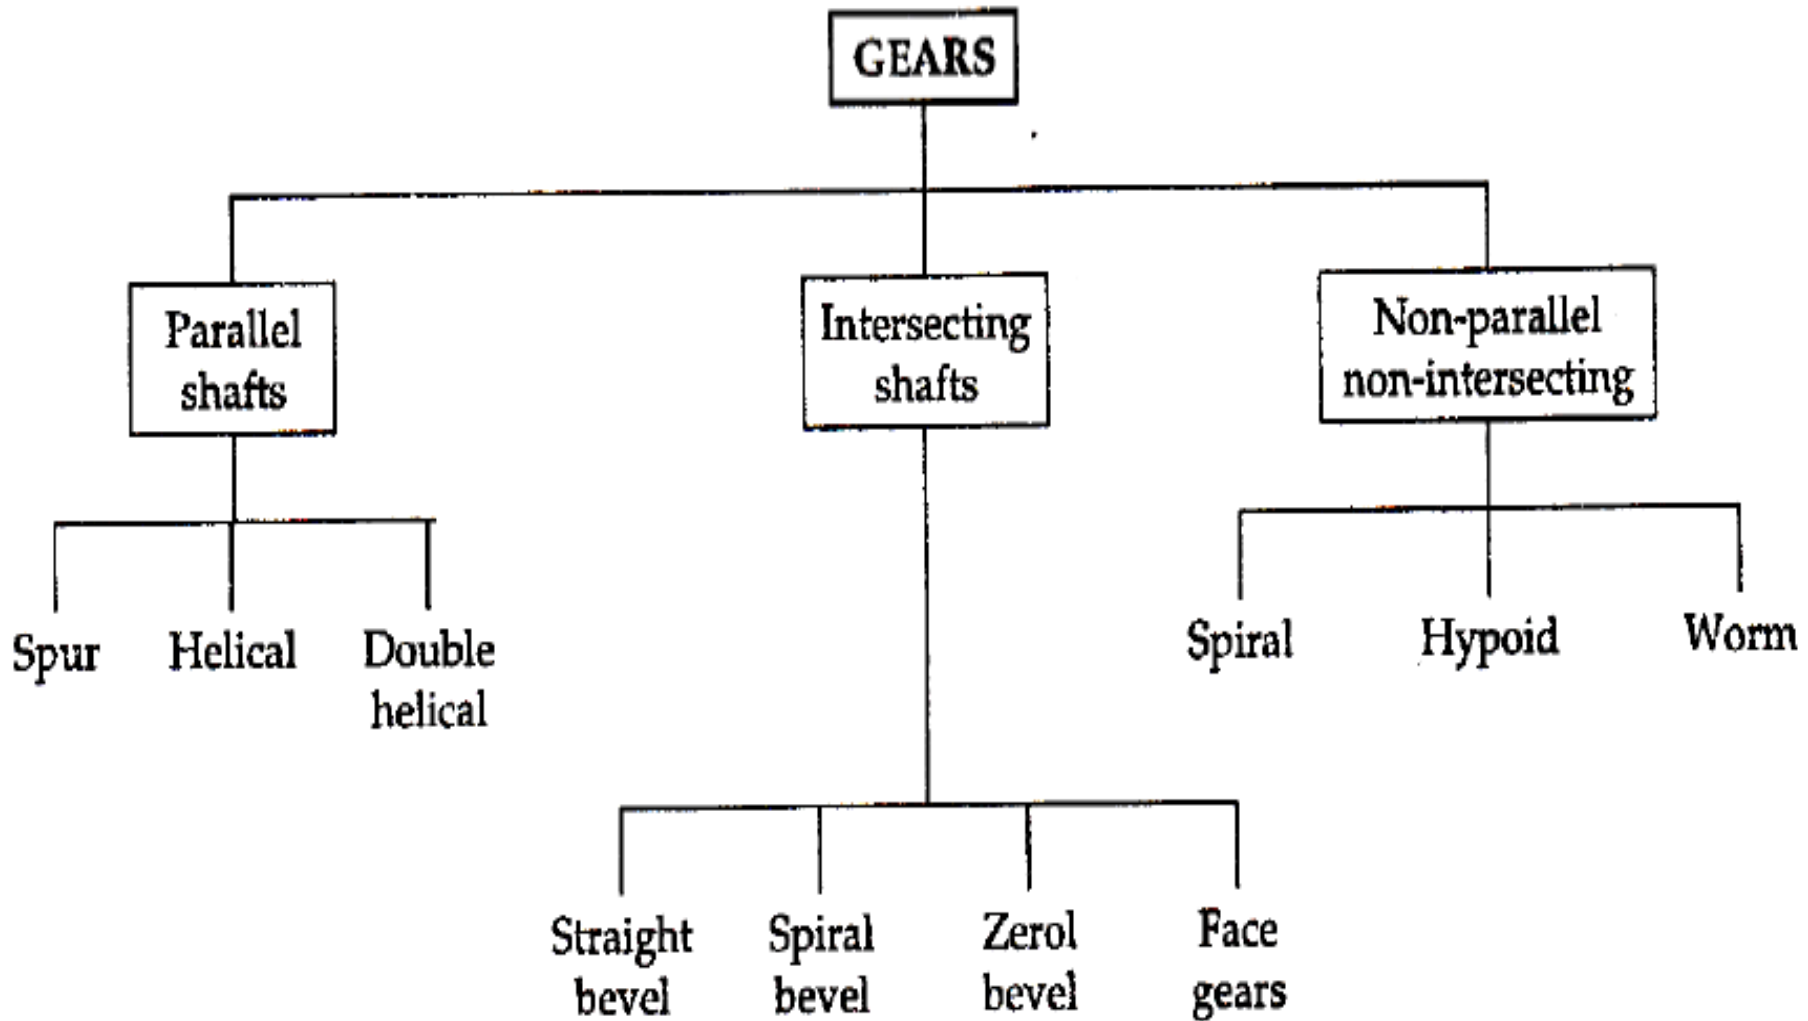 GEARS
Parallel
shafts
Intersecting
shafts
Non-parallel
non-intersecting
Spur
Helical
Double
helical
Spiral
Hypoid
Worm
Straight
bevel
Spiral
bevel
Zerol
bevel
Face
gears